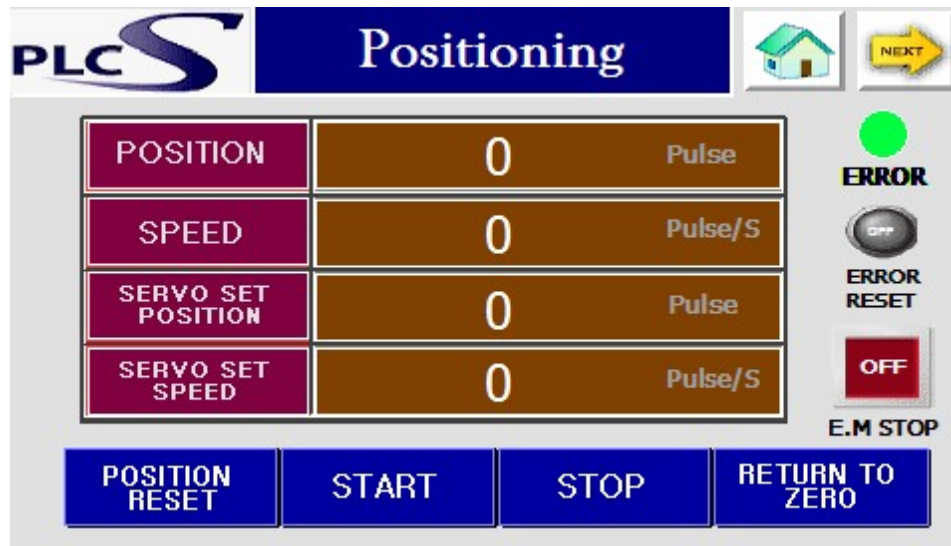 PLCS
Positioning
NEXT
POSITION
0
Pulse
ERROR
SPEED
0
Pulse/S
OFF
ERROR
RESET
SERVO SET
POSITION
0
Pulse
SERVO SET
SPEED
0
Pulse/S
OFF
E.M STOP
POSITION
RESET
START
STOP
RETURN TO
ZERO